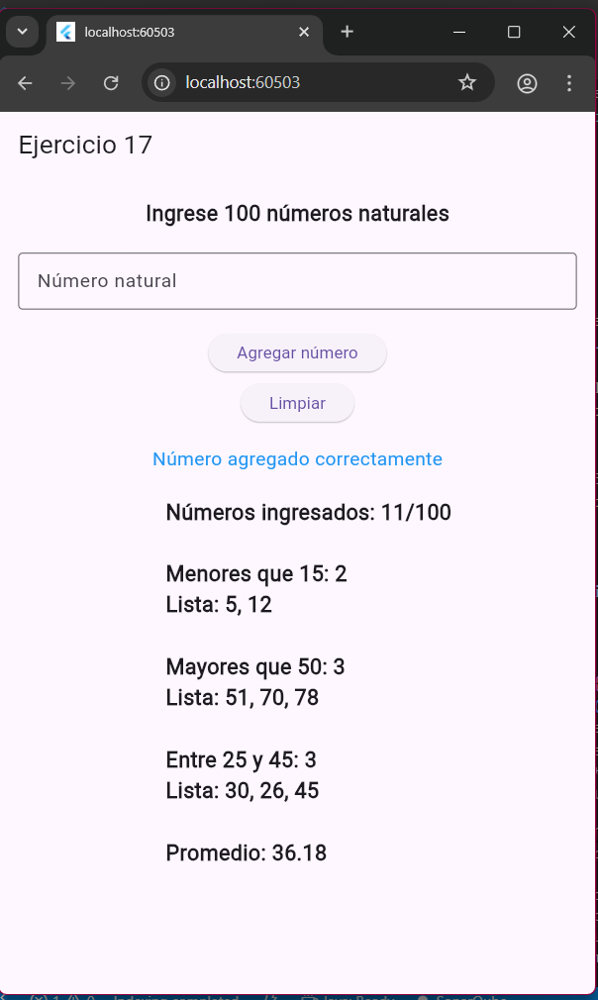 localhost:60503
localhost:60503
Ejercicio 17
Ingrese 100 números naturales
Número natural
Agregar número
Limpiar
Número agregado correctamente
Números ingresados: 11/100
Menores que 15: 2
Lista: 5, 12
Mayores que 50: 3
Lista: 51, 70, 78
Entre 25 y 45: 3
Lista: 30, 26, 45
Promedio: 36.18